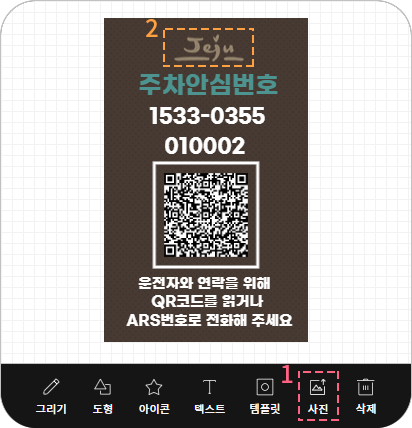 2
Jeju
주차안심번호
1533-0355
010002
운전자와 연락을 위해
QR코드를 읽거나
ARS번호로 전화해 주세요
1
그리기 도형 아이콘 텍스트 템플릿 사진 삭제